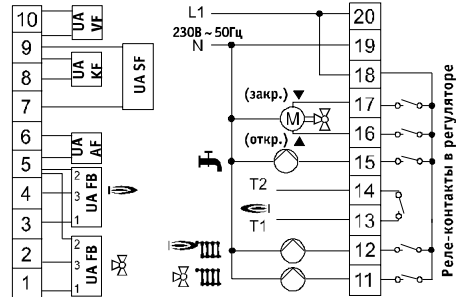 10
UA VF
9
8
UA KF
UA SF
7
6
UA AF
5
1
4
3
UA FB
2
3
1
2
3
UA FB
2
1
L1
230В ~ 50Гц
N
(закр.)
M
(откр.)
T2
T1
20
19
18
17
16
15
14
13
12
11
Реле-контакты в регуляторе